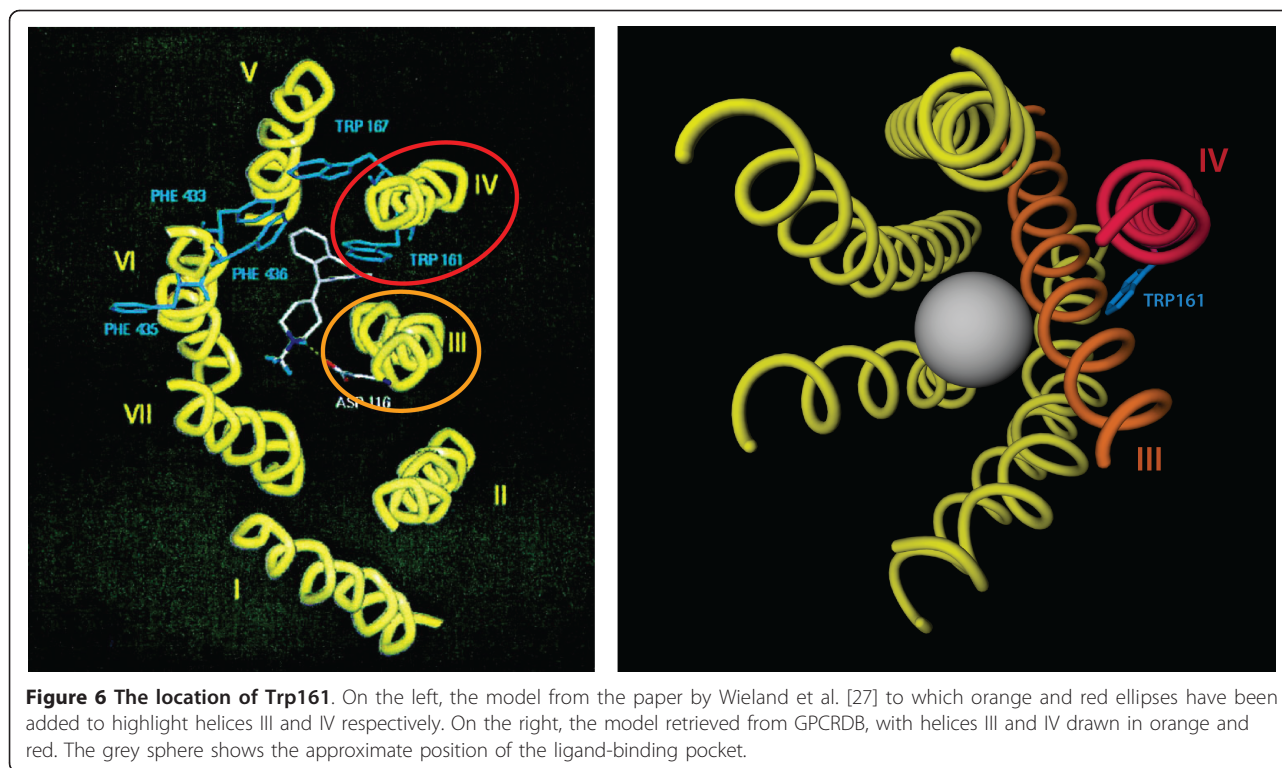 V
TRP 167
IV
PHE 433
VI
TRP 161
PHE 436
PHE 435
III
VII
ASP 116
II
I
IV
TRP161
III
Figure 6 The location of Trp161. On the left, the model from the paper by Wieland et al. [27] to which orange and red ellipses have been
added to highlight helices III and IV respectively. On the right, the model retrieved from GPCRDB, with helices III and IV drawn in orange and
red. The grey sphere shows the approximate position of the ligand-binding pocket.